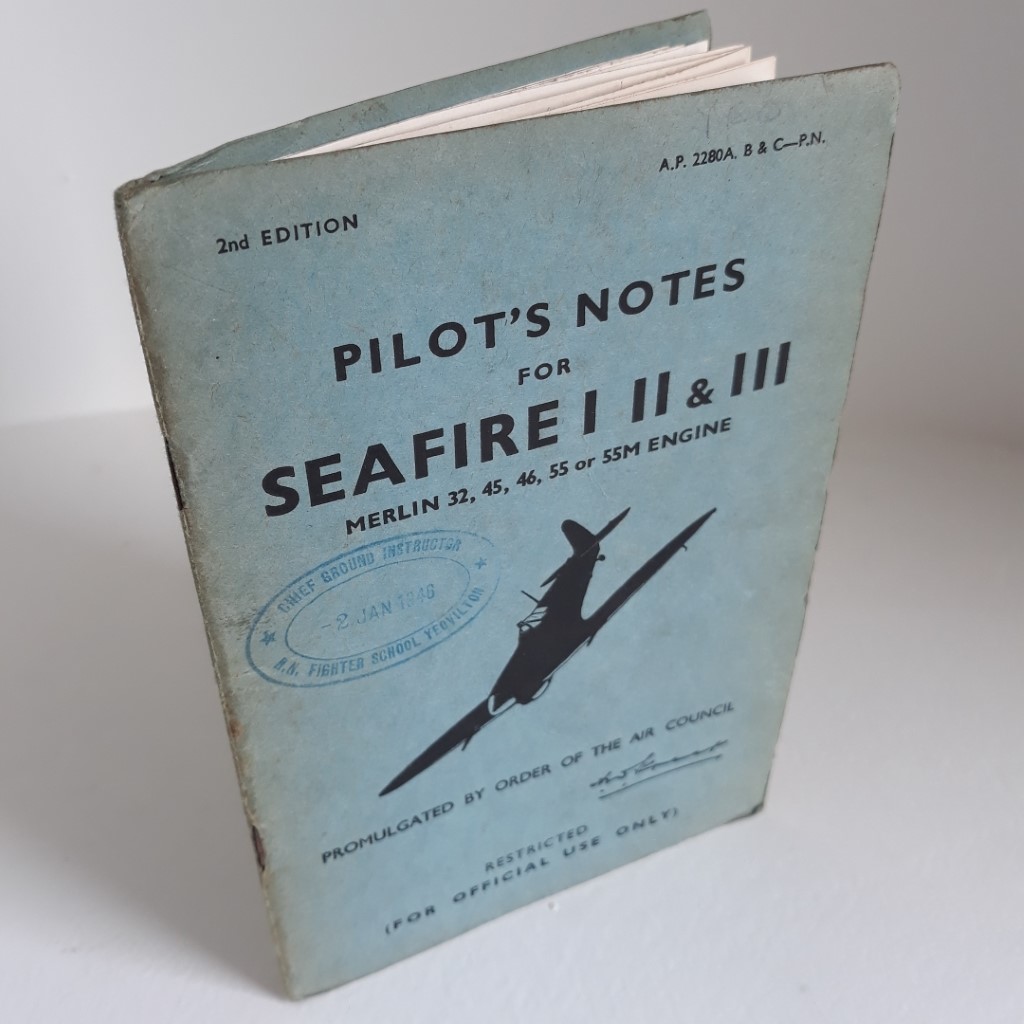 A.P. 2280A. B & C—P.N.
2nd EDITION
PILOT'S NOTES
FOR
SEAFIRE I II & III
MERLIN 32, 45, 46, 55 or 55M ENGINE
CHIEF GROUND INSTRUCTOR
-2 JAN 1946
R.N. FIGHTER SCHOOL YEOVILTON
PROMULGATED BY ORDER OF THE AIR COUNCIL
RESTRICTED
(FOR OFFICIAL USE ONLY)